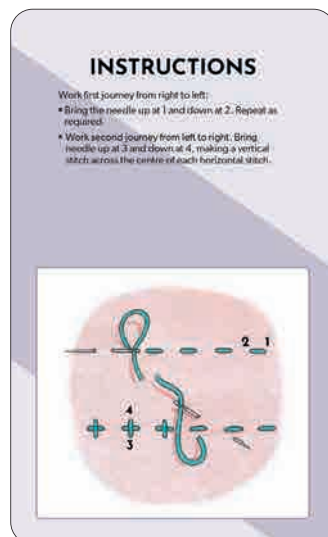 INSTRUCTIONS
Work first journey from right to left:
• Bring the needle up at 1 and down at 2. Repeat as
required.
• Work second journey from left to right. Bring
needle up at 3 and down at 4, making a vertical
stitch across the centre of each horizontal stitch.
2 1
4
3